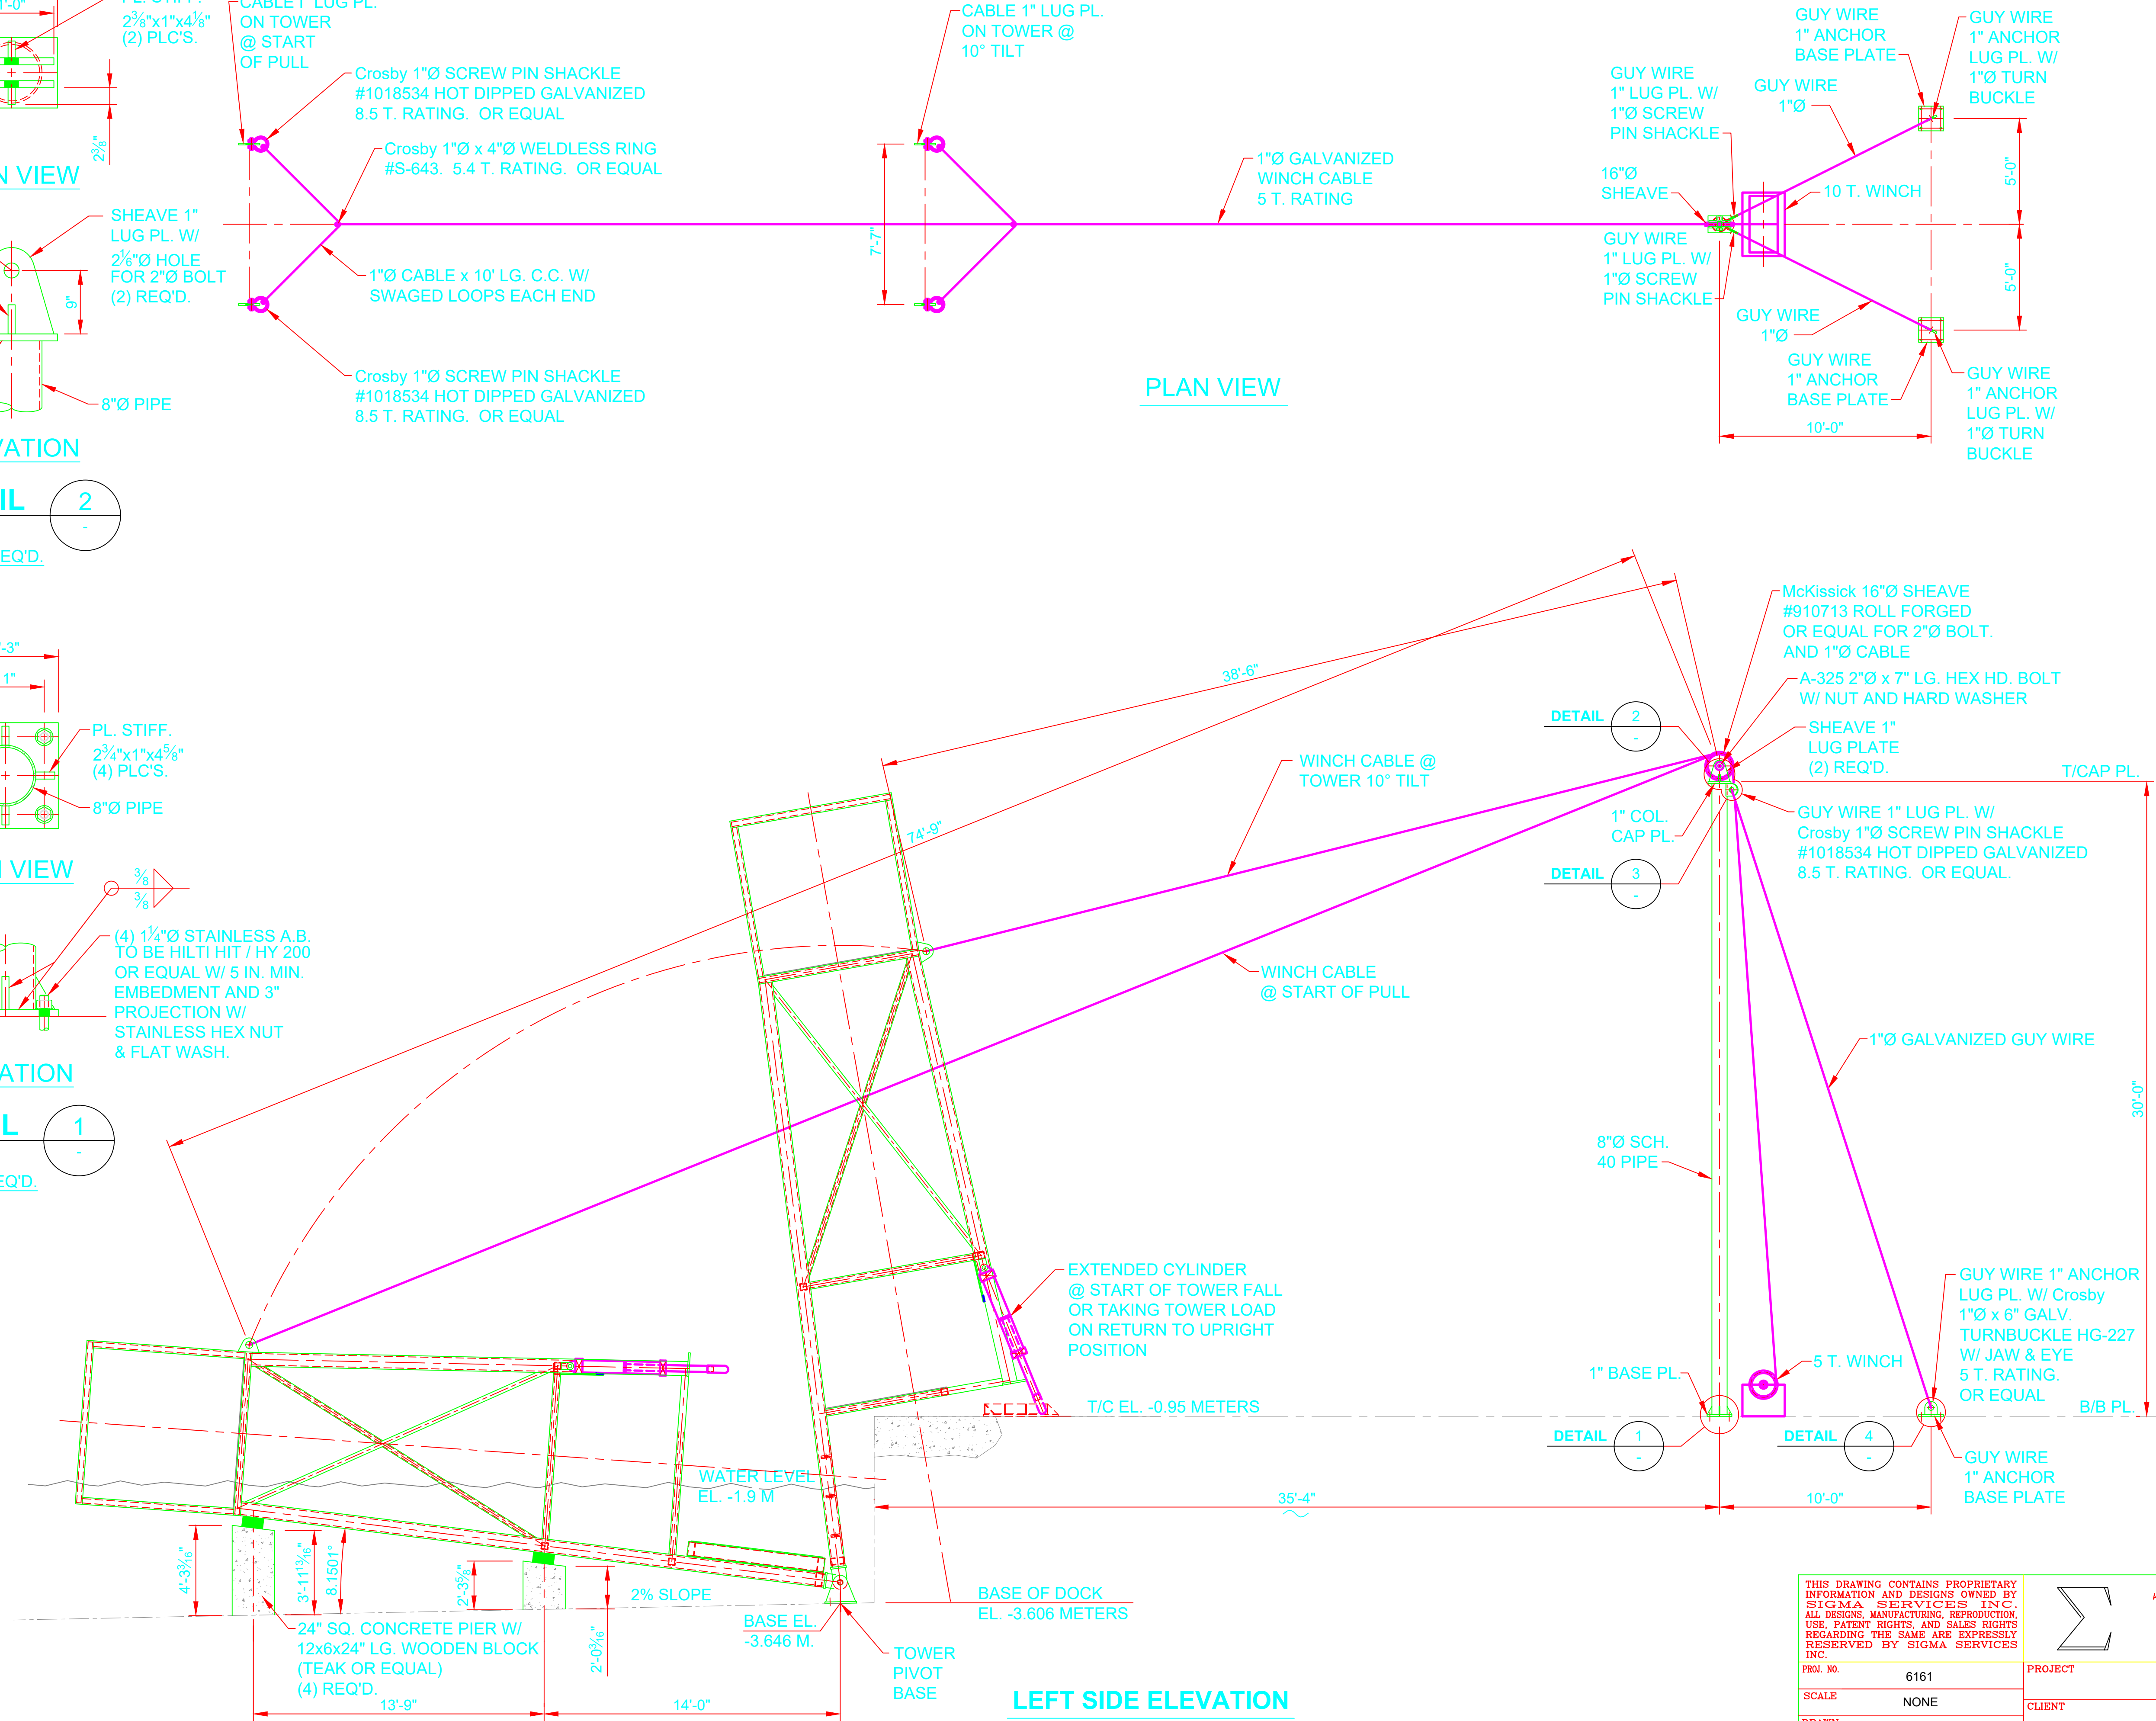 1'-0"
PL. STIFF.
2⅜"x1"x4⅛"
(2) PLC'S.
2⅜"
CABLE 1" LUG PL.
ON TOWER
@ START
OF PULL
Crosby 1"Ø SCREW PIN SHACKLE
#1018534 HOT DIPPED GALVANIZED
8.5 T. RATING.  OR EQUAL
Crosby 1"Ø x 4"Ø WELDLESS RING
#S-643.  5.4 T. RATING.  OR EQUAL
1"Ø CABLE x 10' LG. C.C. W/
SWAGED LOOPS EACH END
Crosby 1"Ø SCREW PIN SHACKLE
#1018534 HOT DIPPED GALVANIZED
8.5 T. RATING.  OR EQUAL
CABLE 1" LUG PL.
ON TOWER @
10° TILT
7'-7"
1"Ø GALVANIZED
WINCH CABLE
5 T. RATING
PLAN VIEW
GUY WIRE
1" ANCHOR
BASE PLATE
GUY WIRE
1" ANCHOR
LUG PL. W/
1"Ø TURN
BUCKLE
GUY WIRE
1" LUG PL. W/
1"Ø SCREW
PIN SHACKLE
GUY WIRE
1"Ø
16"Ø
SHEAVE
10 T. WINCH
5'-0"
5'-0"
GUY WIRE
1" LUG PL. W/
1"Ø SCREW
PIN SHACKLE
GUY WIRE
1"Ø
GUY WIRE
1" ANCHOR
BASE PLATE
GUY WIRE
1" ANCHOR
LUG PL. W/
1"Ø TURN
BUCKLE
10'-0"
N VIEW
SHEAVE 1"
LUG PL. W/
2⅛"Ø HOLE
FOR 2"Ø BOLT
(2) REQ'D.
9"
8"Ø PIPE
VATION
IL
2
-
EQ'D.
-3"
1"
PL. STIFF.
2¾"x1"x4⅝"
(4) PLC'S.
8"Ø PIPE
VIEW
⅜
⅜
(4) 1¼"Ø STAINLESS A.B.
TO BE HILTI HIT / HY 200
OR EQUAL W/ 5 IN. MIN.
EMBEDMENT AND 3"
PROJECTION W/
STAINLESS HEX NUT
& FLAT WASH.
ATION
L
1
-
EQ'D.
McKissick 16"Ø SHEAVE
#910713 ROLL FORGED
OR EQUAL FOR 2"Ø BOLT.
AND 1"Ø CABLE
A-325 2"Ø x 7" LG. HEX HD. BOLT
W/ NUT AND HARD WASHER
SHEAVE 1"
LUG PLATE
(2) REQ'D.
T/CAP PL.
DETAIL
2
-
38'-6"
74'-9"
WINCH CABLE @
TOWER 10° TILT
1" COL.
CAP PL.
GUY WIRE 1" LUG PL. W/
Crosby 1"Ø SCREW PIN SHACKLE
#1018534 HOT DIPPED GALVANIZED
8.5 T. RATING.  OR EQUAL.
DETAIL
3
-
WINCH CABLE
@ START OF PULL
1"Ø GALVANIZED GUY WIRE
30'-0"
8"Ø SCH.
40 PIPE
EXTENDED CYLINDER
@ START OF TOWER FALL
OR TAKING TOWER LOAD
ON RETURN TO UPRIGHT
POSITION
T/C EL. -0.95 METERS
1" BASE PL.
5 T. WINCH
GUY WIRE 1" ANCHOR
LUG PL. W/ Crosby
1"Ø x 6" GALV.
TURNBUCKLE HG-227
W/ JAW & EYE
5 T. RATING.
OR EQUAL
B/B PL.
DETAIL
1
-
DETAIL
4
-
GUY WIRE
1" ANCHOR
BASE PLATE
35'-4"
10'-0"
WATER LEVEL
EL. -1.9 M
4'-3³⁄₁₆"
3'-11¹³⁄₁₆"
8.1501°
2'-3⅝"
2'-0³⁄₁₆"
2% SLOPE
BASE EL.
-3.646 M.
BASE OF DOCK
EL. -3.606 METERS
TOWER
PIVOT
BASE
24" SQ. CONCRETE PIER W/
12x6x24" LG. WOODEN BLOCK
(TEAK OR EQUAL)
(4) REQ'D.
13'-9"
14'-0"
LEFT SIDE ELEVATION
THIS DRAWING CONTAINS PROPRIETARY
INFORMATION AND DESIGNS OWNED BY
SIGMA SERVICES INC.
ALL DESIGNS, MANUFACTURING, REPRODUCTION,
USE, PATENT RIGHTS, AND SALES RIGHTS
REGARDING THE SAME ARE EXPRESSLY
RESERVED BY SIGMA SERVICES
INC.
PROJ. NO.
6161
PROJECT
SCALE
NONE
CLIENT
DRAWN